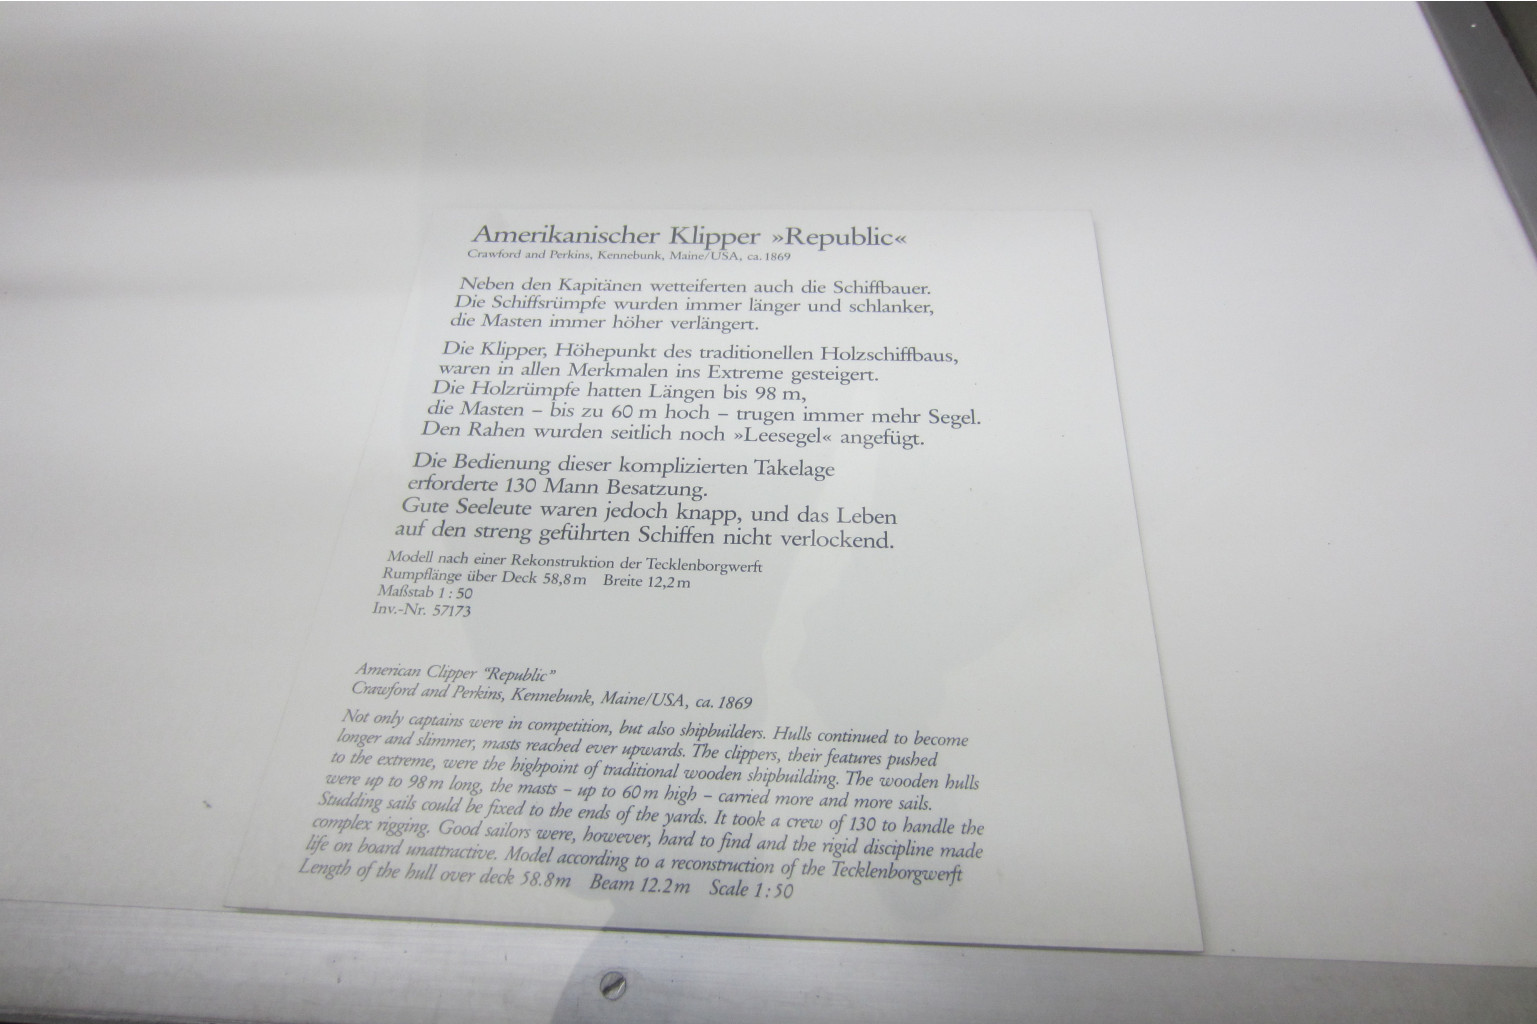 Amerikanischer Klipper »Republic«
Crawford and Perkins, Kennebunk, Maine/USA, ca. 1869
Neben den Kapitänen wetteiferten auch die Schiffbauer.
Die Schiffsrümpfe wurden immer länger und schlanker,
die Masten immer höher verlängert.
Die Klipper, Höhepunkt des traditionellen Holzschiffbaus,
waren in allen Merkmalen ins Extreme gesteigert.
Die Holzrümpfe hatten Längen bis 98 m,
die Masten – bis zu 60 m hoch – trugen immer mehr Segel.
Den Rahen wurden seitlich noch »Leesegel« angefügt.
Die Bedienung dieser komplizierten Takelage
erforderte 130 Mann Besatzung.
Gute Seeleute waren jedoch knapp, und das Leben
auf den streng geführten Schiffen nicht verlockend.
Modell nach einer Rekonstruktion der Tecklenborgwerft
Rumpflänge über Deck 58,8 m Breite 12,2 m
Maßstab 1 : 50
Inv.-Nr. 57173
American Clipper "Republic"
Crawford and Perkins, Kennebunk, Maine/USA, ca. 1869
Not only captains were in competition, but also shipbuilders. Hulls continued to become
longer and slimmer, masts reached ever upwards. The clippers, their features pushed
to the extreme, were the highpoint of traditional wooden shipbuilding. The wooden hulls
were up to 98 m long, the masts – up to 60 m high – carried more and more sails.
Studding sails could be fixed to the ends of the yards. It took a crew of 130 to handle the
complex rigging. Good sailors were, however, hard to find and the rigid discipline made
life on board unattractive. Model according to a reconstruction of the Tecklenborgwerft
Length of the hull over deck 58.8 m Beam 12.2 m Scale 1 : 50